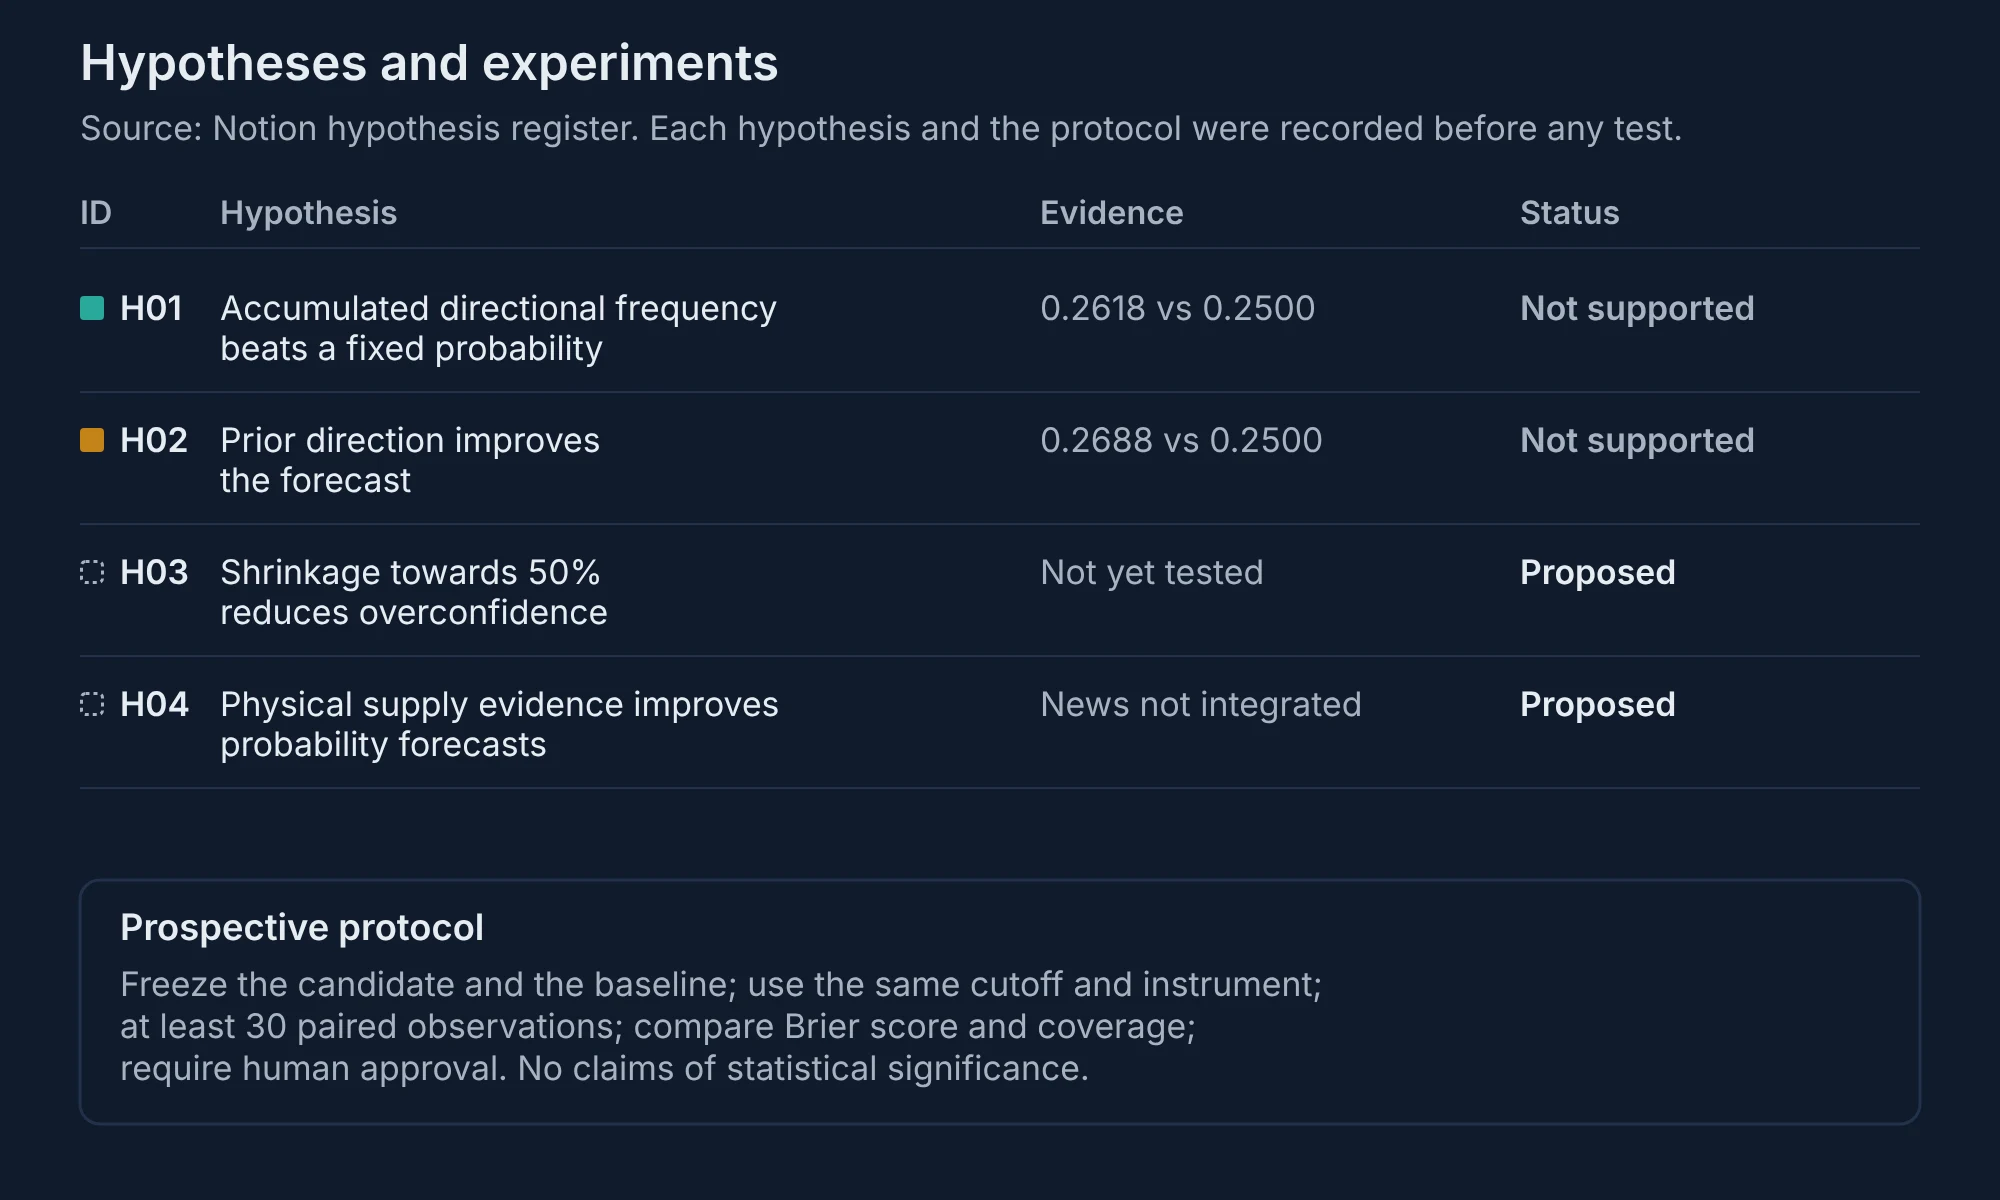 Hypotheses and experiments
Source: Notion hypothesis register. Each hypothesis and the protocol were recorded before any test.
ID Hypothesis Evidence Status
H01 Accumulated directional frequency 0.2618 vs 0.2500 Not supported
beats a fixed probability
H02 Prior direction improves 0.2688 vs 0.2500 Not supported
the forecast
H03 Shrinkage towards 50% Not yet tested Proposed
reduces overconfidence
H04 Physical supply evidence improves News not integrated Proposed
probability forecasts
Prospective protocol
Freeze the candidate and the baseline; use the same cutoff and instrument;
at least 30 paired observations; compare Brier score and coverage;
require human approval. No claims of statistical significance.